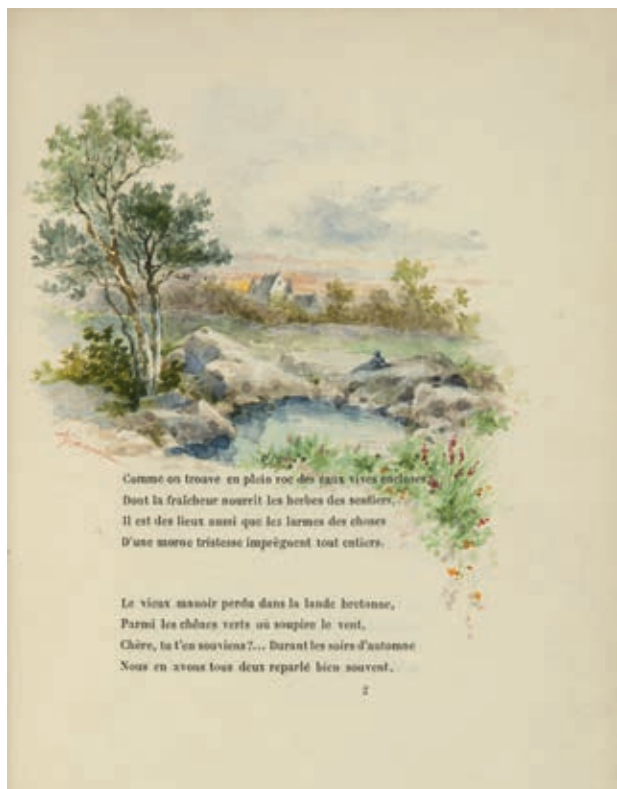 Comme on trouve en plein roc des eaux vives encloses
Dont la fraîcheur nourrit les herbes des sentiers,
Il est des lieux aussi que les larmes des choses
D'une morne tristesse imprègnent tout entiers.
Le vieux manoir perdu dans la lande bretonne,
Parmi les chênes verts où soupire le vent,
Chère, tu t'en souviens?... Durant les soirs d'automne
Nous en avons tous deux reparlé bien souvent.
2